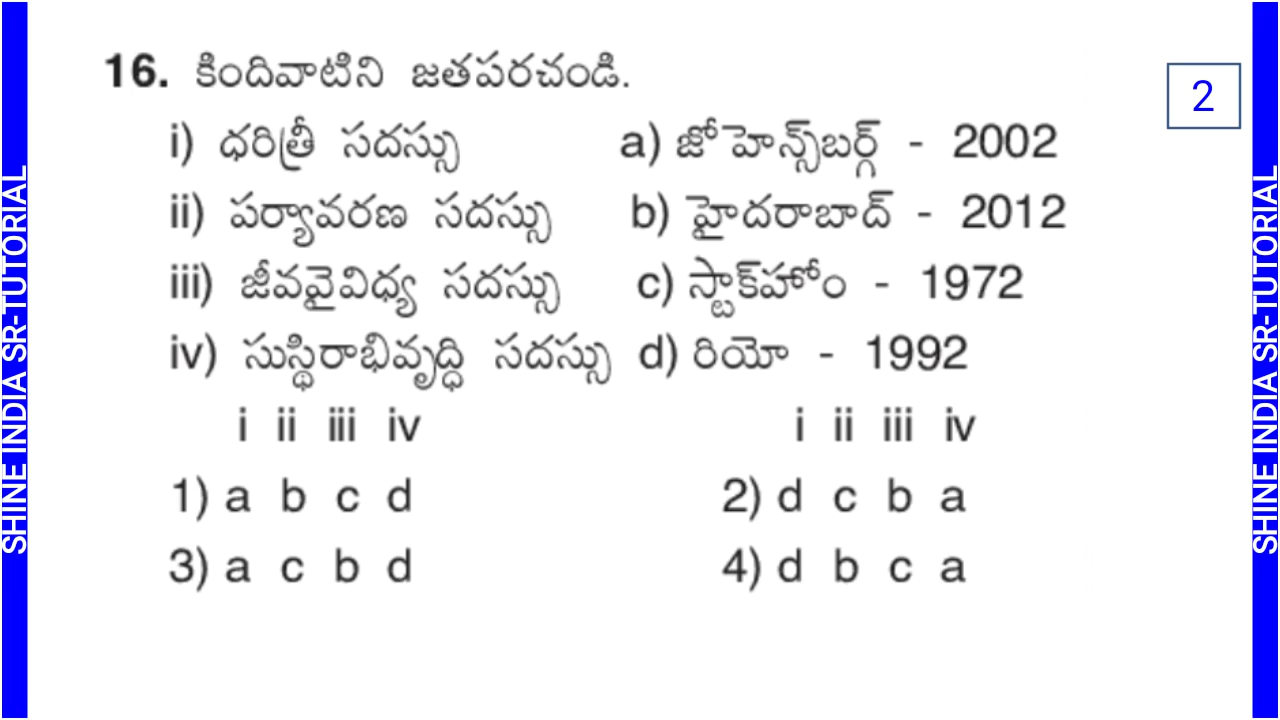 16. కిందివాటిని జతపరచండి.
2
i) ధరిత్రీ సదస్సు a) జోహెన్స్‌బర్గ్ - 2002
ii) పర్యావరణ సదస్సు b) హైదరాబాద్ - 2012
iii) జీవవైవిధ్య సదస్సు c) స్టాక్‌హోం - 1972
iv) సుస్థిరాభివృద్ధి సదస్సు d) రియో - 1992
i ii iii iv i ii iii iv
1) a b c d 2) d c b a
3) a c b d 4) d b c a
SHINE INDIA SR-TUTORIAL
SHINE INDIA SR-TUTORIAL